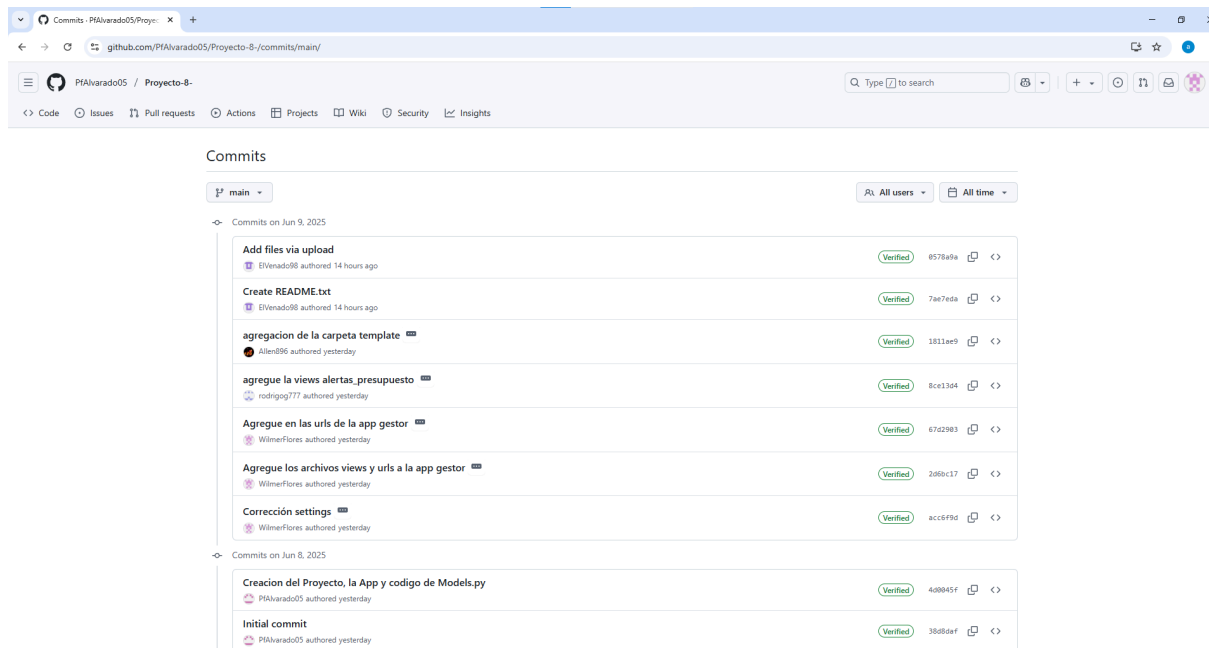 Commits · PfAlvarado05/Proyec
github.com/PfAlvarado05/Proyecto-8-/commits/main/
PfAlvarado05 / Proyecto-8-
Type / to search
Code Issues Pull requests Actions Projects Wiki Security Insights
Commits
main All users All time
Commits on Jun 9, 2025
Add files via upload
ElVenado98 authored 14 hours ago
Verified 0578a9a
Create README.txt
ElVenado98 authored 14 hours ago
Verified 7ae7eda
agregacion de la carpeta template
Allen896 authored yesterday
Verified 1811ae9
agregue la views alertas_presupuesto
rodrigog777 authored yesterday
Verified 8ce13d4
Agregue en las urls de la app gestor
WilmerFlores authored yesterday
Verified 67d2903
Agregue los archivos views y urls a la app gestor
WilmerFlores authored yesterday
Verified 2d6bc17
Corrección settings
WilmerFlores authored yesterday
Verified acc6f9d
Commits on Jun 8, 2025
Creacion del Proyecto, la App y codigo de Models.py
PfAlvarado05 authored yesterday
Verified 4d0045f
Initial commit
PfAlvarado05 authored yesterday
Verified 38d8daf